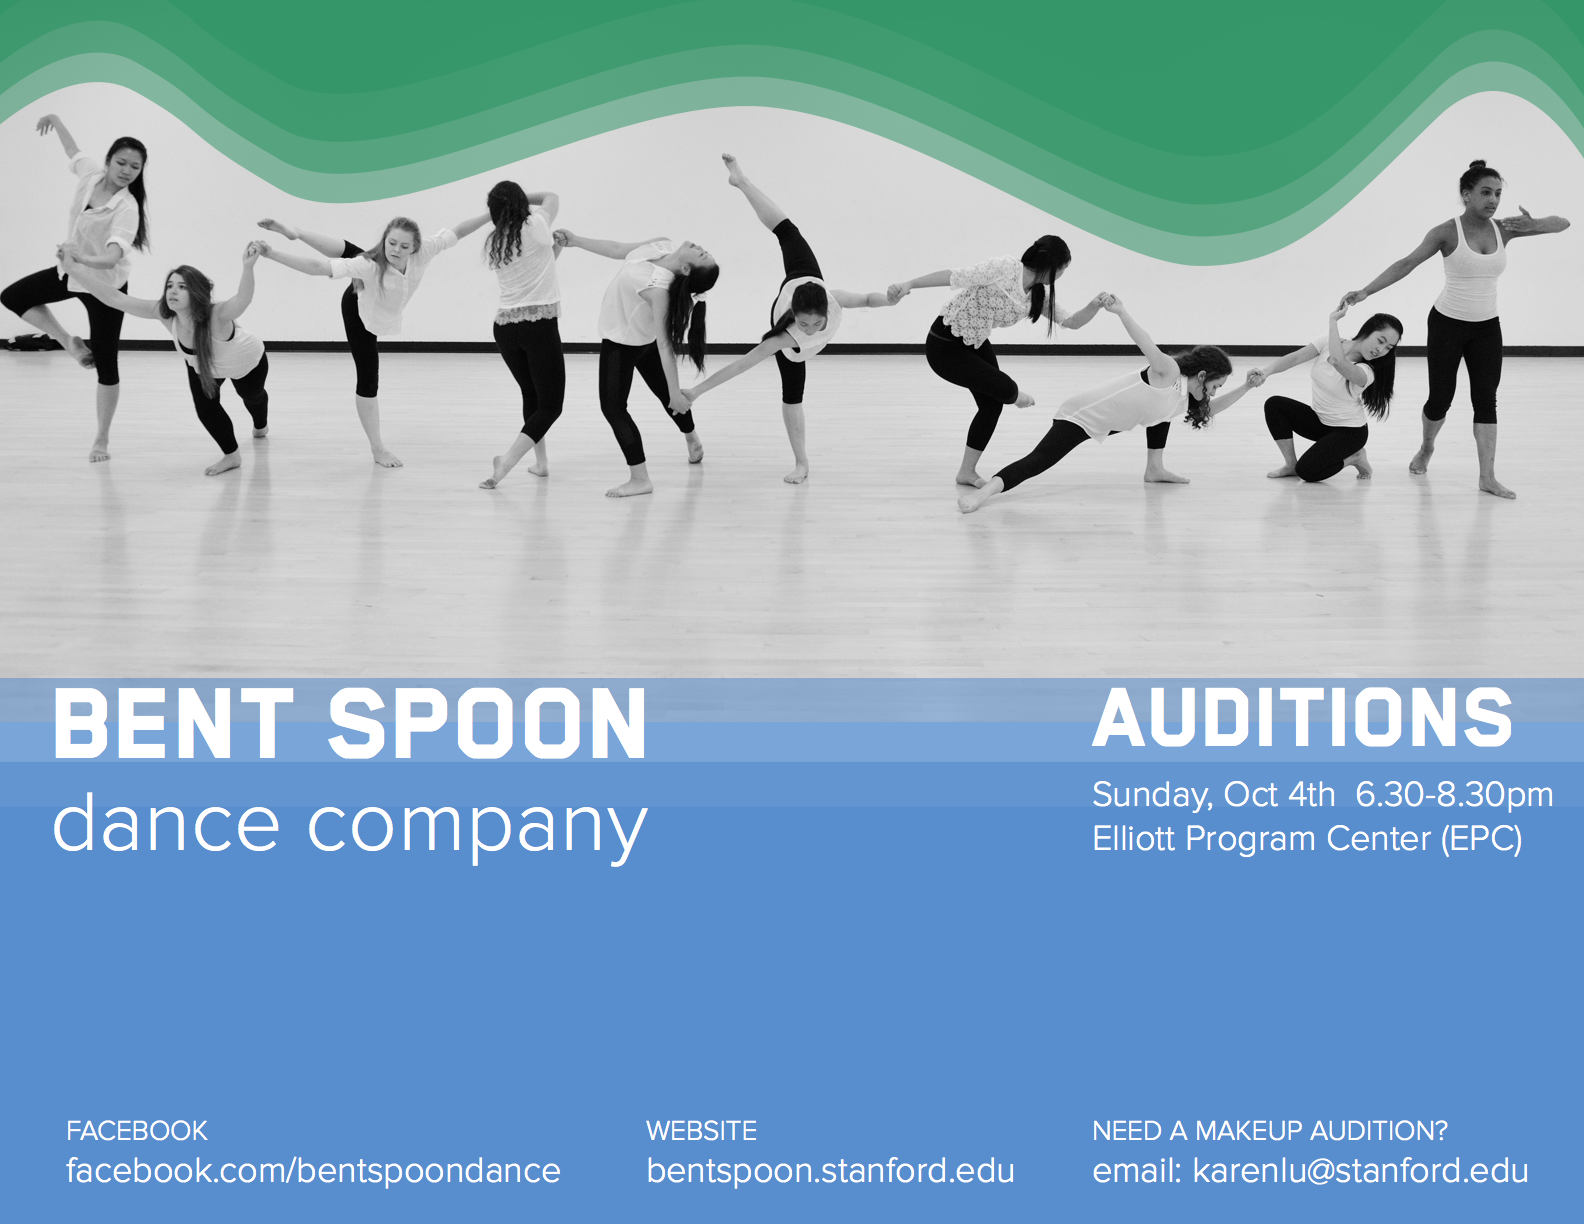 BENT SPOON
dance company
AUDITIONS
Sunday, Oct 4th  6.30-8.30pm
Elliott Program Center (EPC)
FACEBOOK
facebook.com/bentspoondance
WEBSITE
bentspoon.stanford.edu
NEED A MAKEUP AUDITION?
email: karenlu@stanford.edu